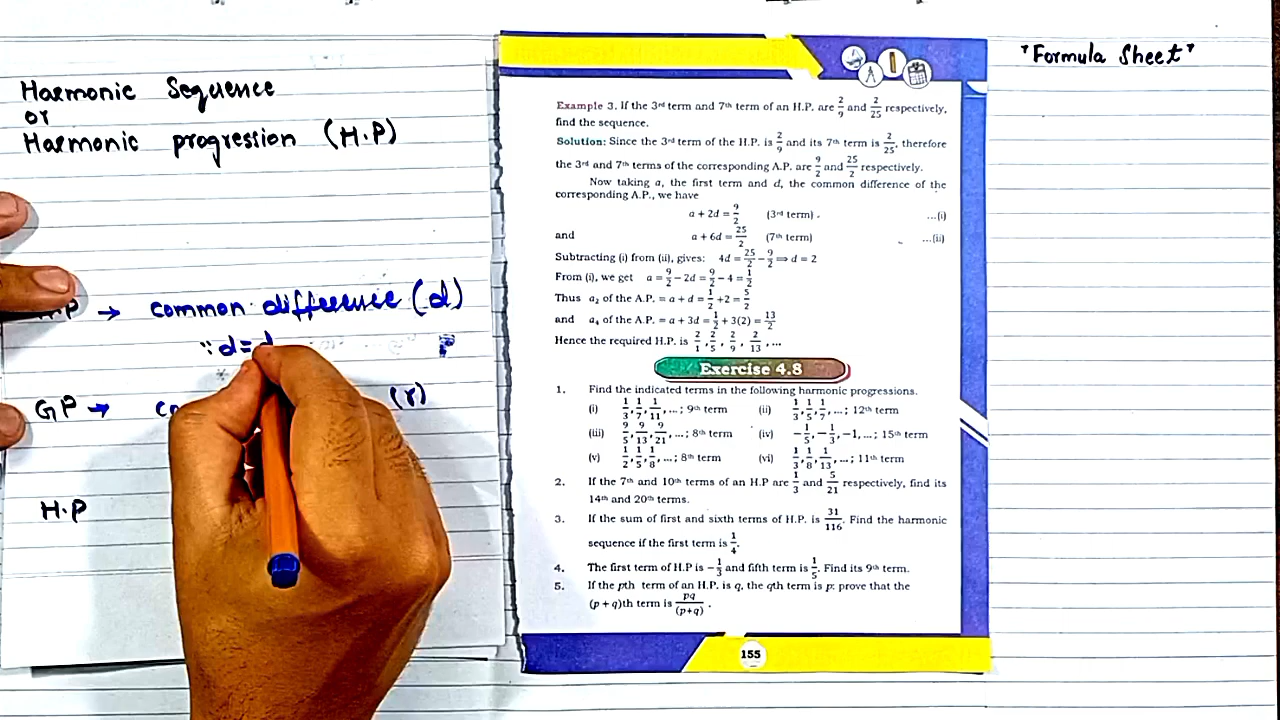 Harmonic Sequence
or
Harmonic progression (H.P)
→ common difference (d)
∵ d=d
GP → co (r)
H.P
Example 3. If the 3rd term and 7th term of an H.P. are 2/9 and 2/25 respectively,
find the sequence.
Solution: Since the 3rd term of the H.P. is 2/9 and its 7th term is 2/25, therefore
the 3rd and 7th terms of the corresponding A.P. are 9/2 and 25/2 respectively.
Now taking a, the first term and d, the common difference of the
corresponding A.P., we have
a + 2d = 9/2 (3rd term) ...(i)
and a + 6d = 25/2 (7th term) ...(ii)
Subtracting (i) from (ii), gives: 4d = 25/2 − 9/2 ⟹ d = 2
From (i), we get a = 9/2 − 2d = 9/2 − 4 = 1/2
Thus a₂ of the A.P. = a + d = 1/2 + 2 = 5/2
and a₄ of the A.P. = a + 3d = 1/2 + 3(2) = 13/2
Hence the required H.P. is 2/1, 2/5, 2/9, 2/13, ...
Exercise 4.8
1. Find the indicated terms in the following harmonic progressions.
(i) 1/3, 1/7, 1/11, ...; 9th term (ii) 1/3, 1/5, 1/7, ...; 12th term
(iii) 9/5, 9/13, 9/21, ...; 8th term (iv) −1/5, −1/3, −1, ...; 15th term
(v) 1/2, 1/5, 1/8, ...; 8th term (vi) 1/3, 1/8, 1/13, ...; 11th term
2. If the 7th and 10th terms of an H.P are 1/3 and 5/21 respectively, find its
14th and 20th terms.
3. If the sum of first and sixth terms of H.P. is 31/116. Find the harmonic
sequence if the first term is 1/4.
4. The first term of H.P is −1/3 and fifth term is 1/5. Find its 9th term.
5. If the pth term of an H.P. is q, the qth term is p; prove that the
(p + q)th term is pq/(p+q).
155
"Formula Sheet"